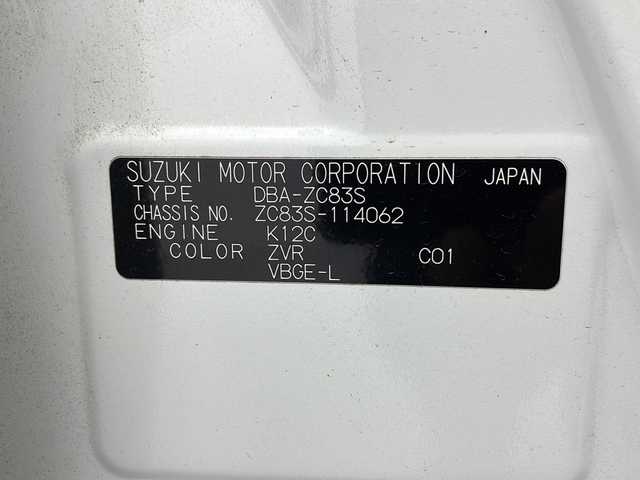 SUZUKI MOTOR CORPORATION JAPAN
TYPE DBA-ZC83S
CHASSIS NO. ZC83S-114062
ENGINE K12C
COLOR ZVR C01
VBGE-L